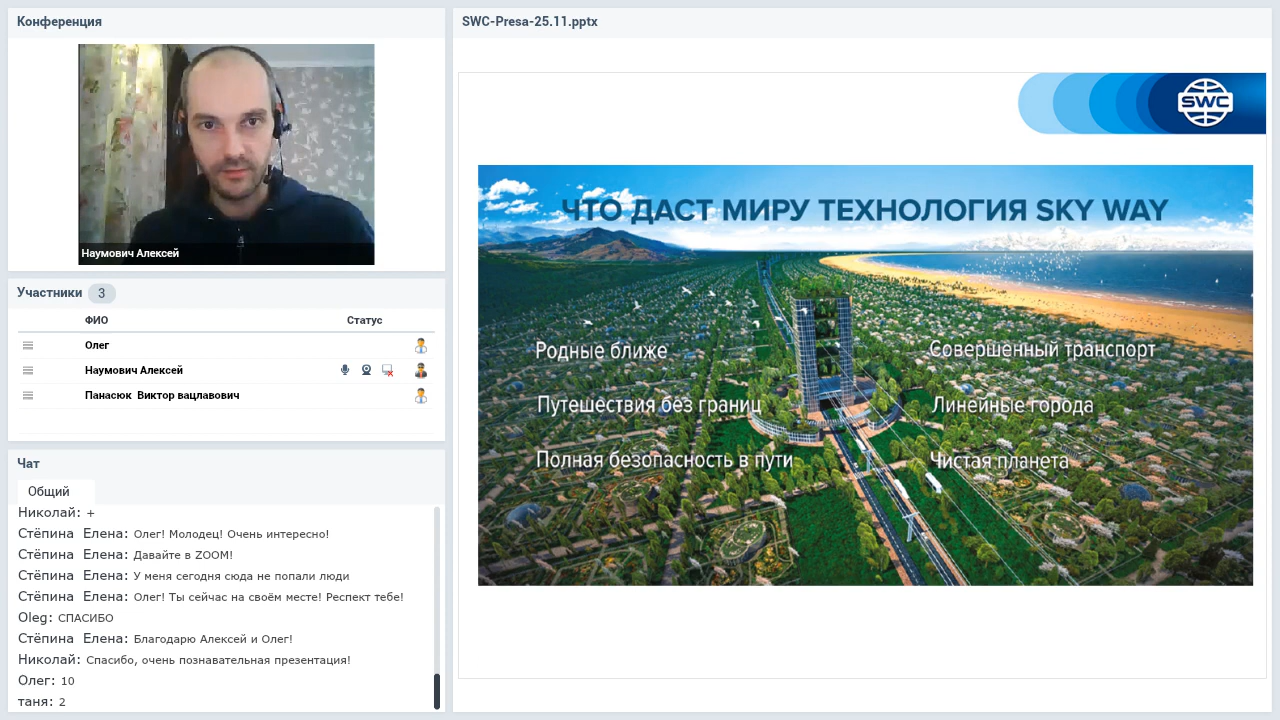 Конференция
Наумович Алексей
Участники 3
ФИО Статус
Олег
Наумович Алексей
Панасюк Виктор вацлавович
Чат
Общий
Николай: +
Стёпина Елена: Олег! Молодец! Очень интересно!
Стёпина Елена: Давайте в ZOOM!
Стёпина Елена: У меня сегодня сюда не попали люди
Стёпина Елена: Олег! Ты сейчас на своём месте! Респект тебе!
Oleg: СПАСИБО
Стёпина Елена: Благодарю Алексей и Олег!
Николай: Спасибо, очень познавательная презентация!
Олег: 10
таня: 2
SWC-Presa-25.11.pptx
SWC
ЧТО ДАСТ МИРУ ТЕХНОЛОГИЯ SKY WAY
Родные ближе
Путешествия без границ
Полная безопасность в пути
Совершенный транспорт
Линейные города
Чистая планета